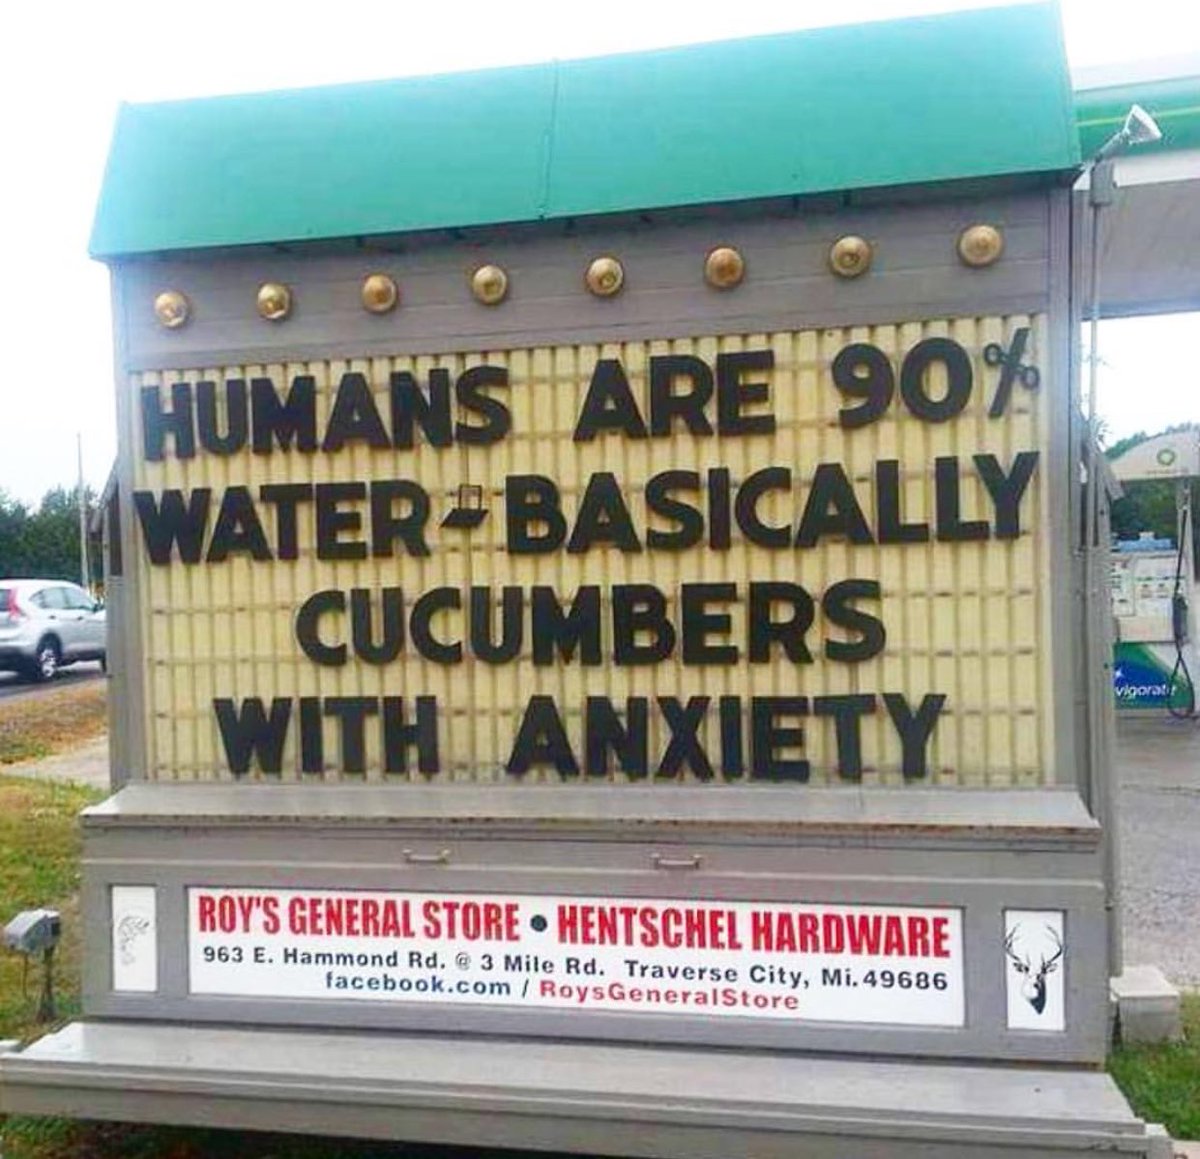 HUMANS ARE 90%
WATER-BASICALLY
CUCUMBERS
WITH ANXIETY
ROY'S GENERAL STORE • HENTSCHEL HARDWARE
963 E. Hammond Rd. @ 3 Mile Rd. Traverse City, Mi. 49686
facebook.com / RoysGeneralStore